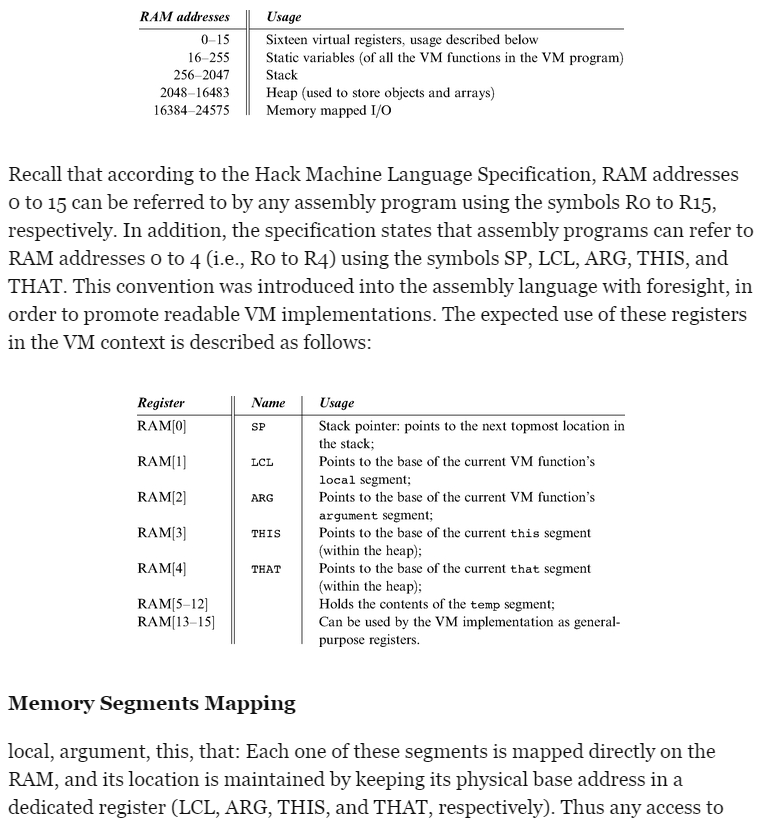 RAM addresses Usage
0–15 Sixteen virtual registers, usage described below
16–255 Static variables (of all the VM functions in the VM program)
256–2047 Stack
2048–16483 Heap (used to store objects and arrays)
16384–24575 Memory mapped I/O
Recall that according to the Hack Machine Language Specification, RAM addresses
0 to 15 can be referred to by any assembly program using the symbols R0 to R15,
respectively. In addition, the specification states that assembly programs can refer to
RAM addresses 0 to 4 (i.e., R0 to R4) using the symbols SP, LCL, ARG, THIS, and
THAT. This convention was introduced into the assembly language with foresight, in
order to promote readable VM implementations. The expected use of these registers
in the VM context is described as follows:
Register Name Usage
RAM[0] SP Stack pointer: points to the next topmost location in
the stack;
RAM[1] LCL Points to the base of the current VM function's
local segment;
RAM[2] ARG Points to the base of the current VM function's
argument segment;
RAM[3] THIS Points to the base of the current this segment
(within the heap);
RAM[4] THAT Points to the base of the current that segment
(within the heap);
RAM[5–12] Holds the contents of the temp segment;
RAM[13–15] Can be used by the VM implementation as general-
purpose registers.
Memory Segments Mapping
local, argument, this, that: Each one of these segments is mapped directly on the
RAM, and its location is maintained by keeping its physical base address in a
dedicated register (LCL, ARG, THIS, and THAT, respectively). Thus any access to